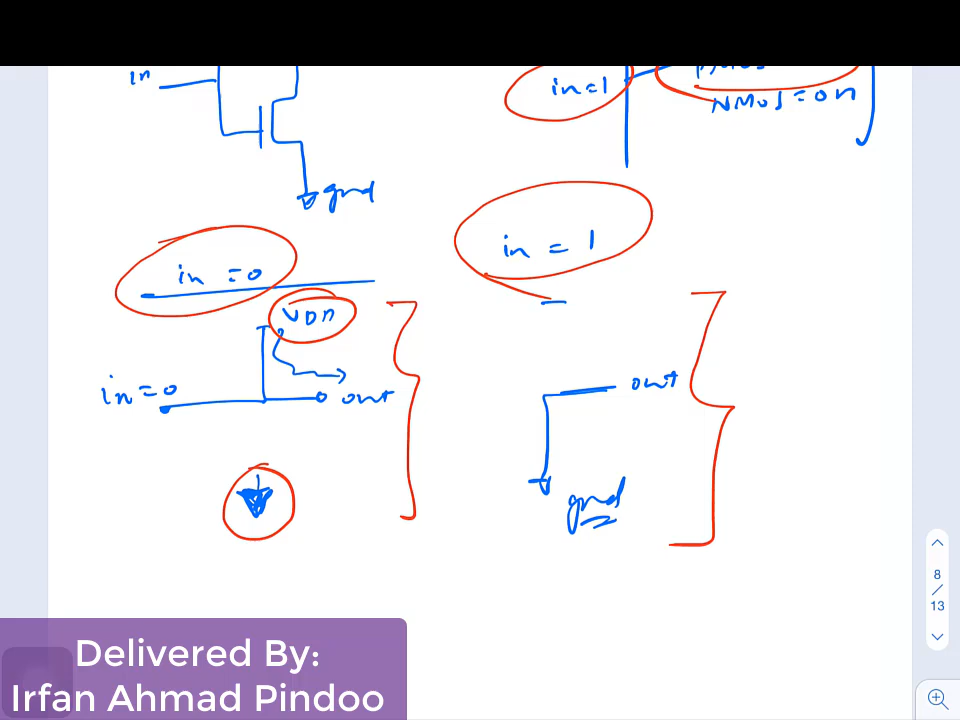 in
in=1
NMOS = on
gnd
in = 1
in = 0
VDD
in = 0
out
out
gnd
8
/
13
Delivered By:
Irfan Ahmad Pindoo